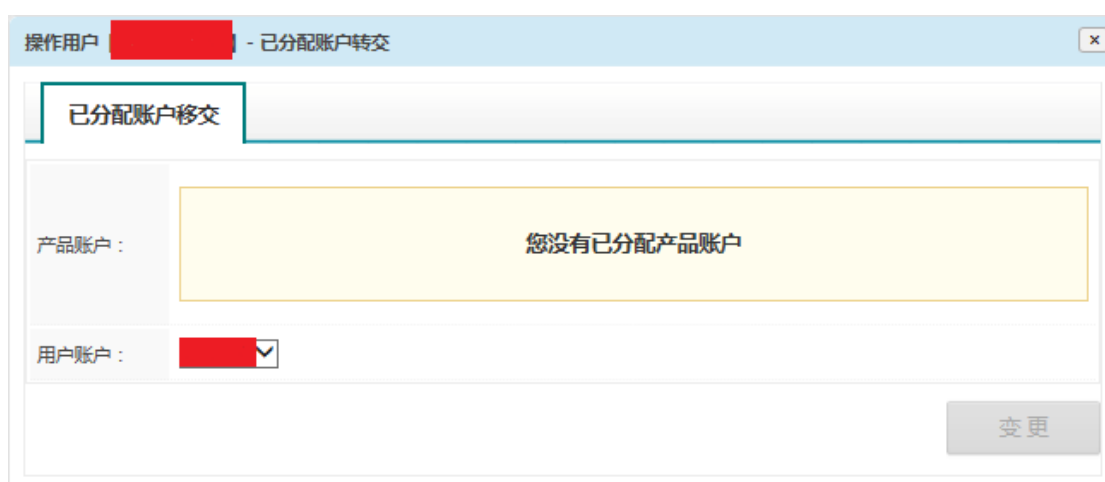 操作用户 【 】 - 已分配账户转交
已分配账户移交
产品账户：
您没有已分配产品账户
用户账户：
变更